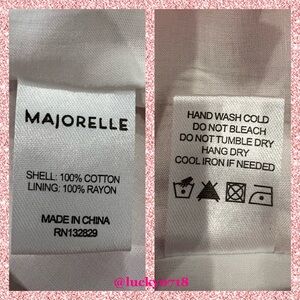 MAJORELLE
SHELL: 100% COTTON
LINING: 100% RAYON
MADE IN CHINA
RN132829
HAND WASH COLD
DO NOT BLEACH
DO NOT TUMBLE DRY
HANG DRY
COOL IRON IF NEEDED
@lucky0718